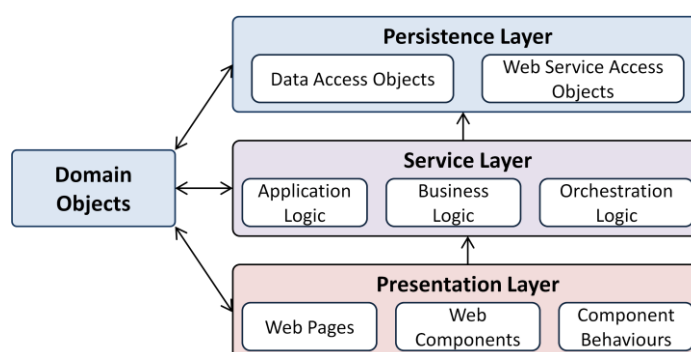 Persistence Layer
Data Access Objects
Web Service Access
Objects
Domain
Objects
Service Layer
Application
Logic
Business
Logic
Orchestration
Logic
Presentation Layer
Web Pages
Web
Components
Component
Behaviours